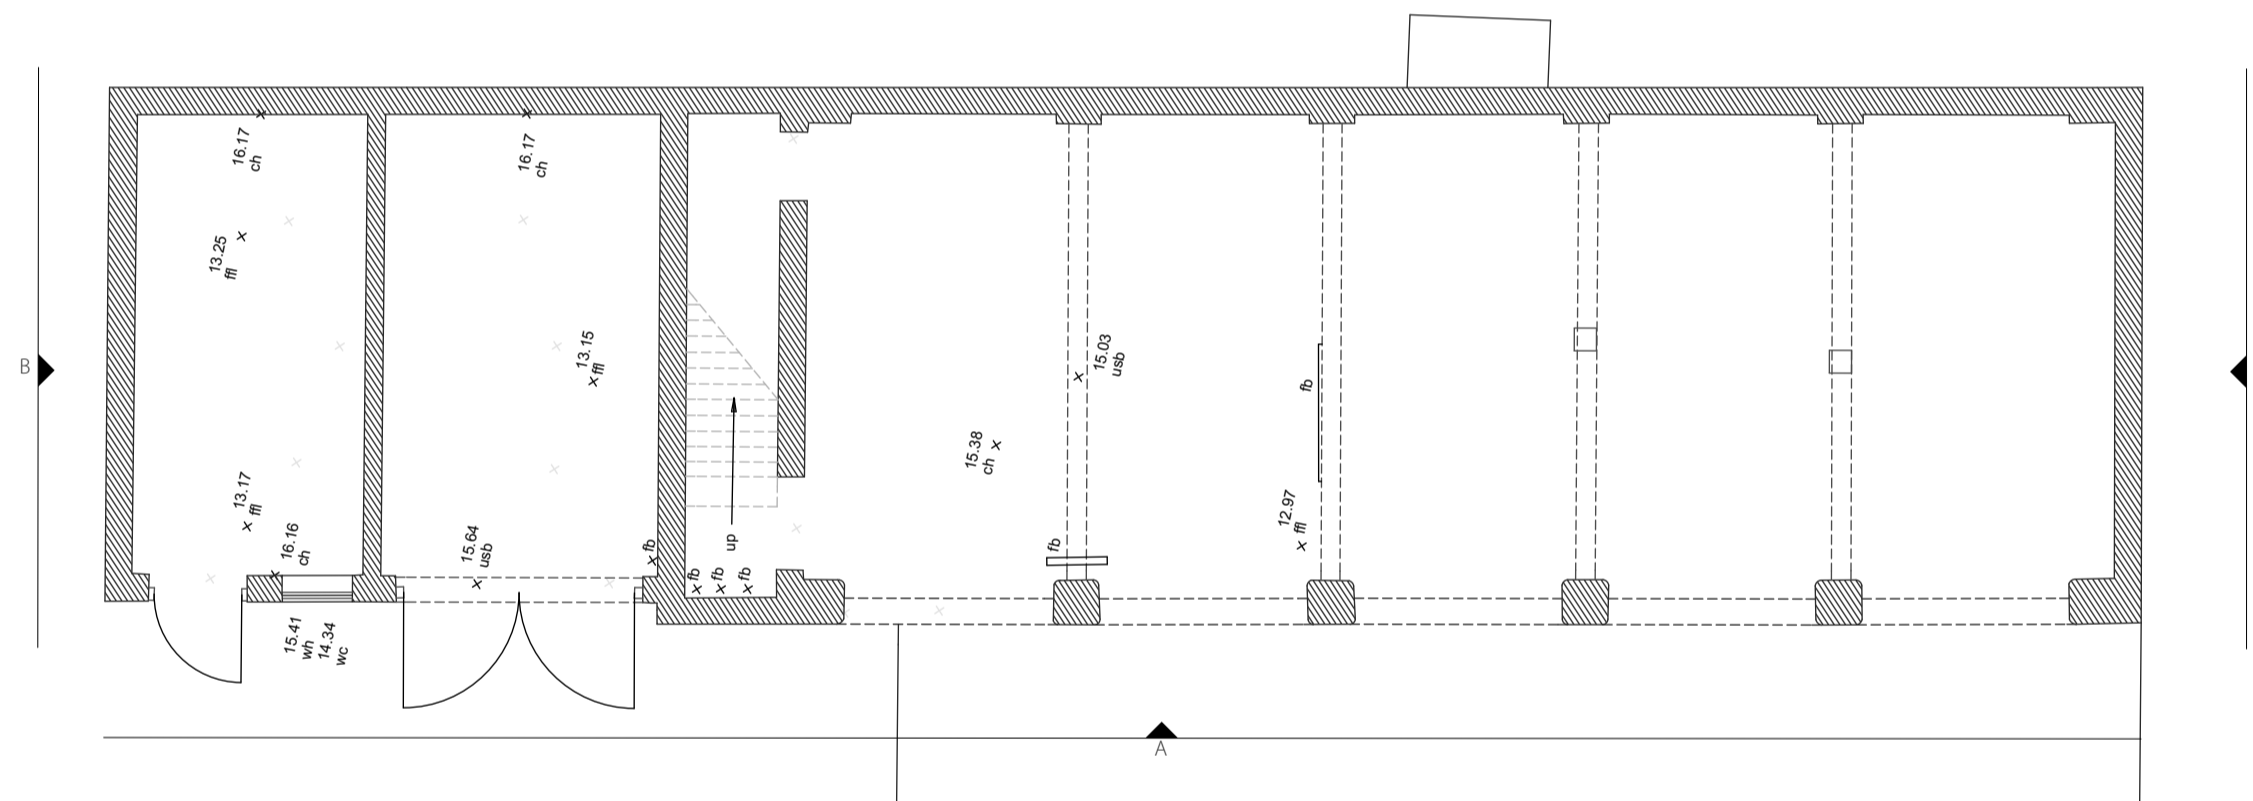 16.17
ch
16.17
ch
13.25
ffl
13.15
ffl
15.03
usb
B
fb
15.38
ch
13.17
ffl
12.97
ffl
16.16
ch
15.64
usb
fb
up
fb
fb
fb
fb
15.41
wh
14.34
wc
A